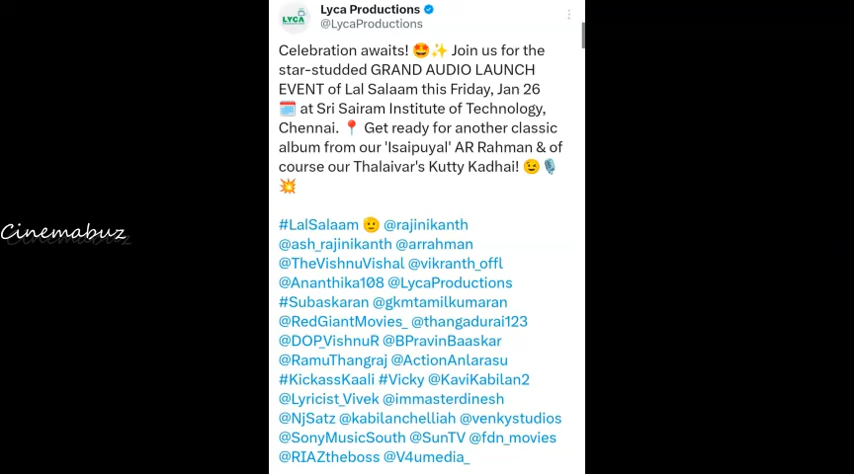 LYCA
Lyca Productions
@LycaProductions
Celebration awaits! 🤩✨ Join us for the
star-studded GRAND AUDIO LAUNCH
EVENT of Lal Salaam this Friday, Jan 26
🗓️ at Sri Sairam Institute of Technology,
Chennai. 📍 Get ready for another classic
album from our 'Isaipuyal' AR Rahman & of
course our Thalaivar's Kutty Kadhai! 😉🎙️
💥
#LalSalaam 🫡 @rajinikanth
@ash_rajinikanth @arrahman
@TheVishnuVishal @vikranth_offl
@Ananthika108 @LycaProductions
#Subaskaran @gkmtamilkumaran
@RedGiantMovies_ @thangadurai123
@DOP_VishnuR @BPravinBaaskar
@RamuThangraj @ActionAnlarasu
#KickassKaali #Vicky @KaviKabilan2
@Lyricist_Vivek @immasterdinesh
@NjSatz @kabilanchelliah @venkystudios
@SonyMusicSouth @SunTV @fdn_movies
@RIAZtheboss @V4umedia_
Cinemabuz